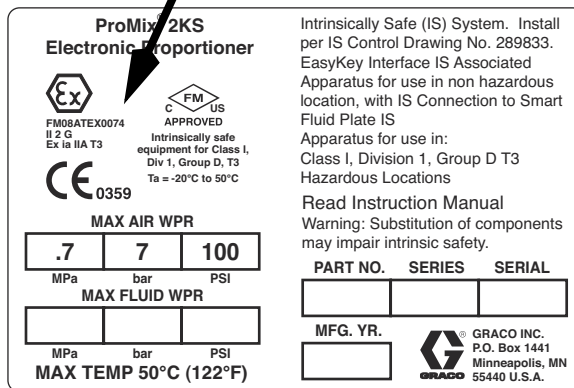 ProMix® 2KS
Electronic Proportioner
Ex
FM08ATEX0074
II 2 G
Ex ia IIA T3
CE 0359
C FM US
APPROVED
Intrinsically safe
equipment for Class I,
Div 1, Group D, T3
Ta = -20°C to 50°C
MAX AIR WPR
.7 7 100
MPa bar PSI
MAX FLUID WPR
MPa bar PSI
MAX TEMP 50°C (122°F)
Intrinsically Safe (IS) System. Install
per IS Control Drawing No. 289833.
EasyKey Interface IS Associated
Apparatus for use in non hazardous
location, with IS Connection to Smart
Fluid Plate IS
Apparatus for use in:
Class I, Division 1, Group D T3
Hazardous Locations
Read Instruction Manual
Warning: Substitution of components
may impair intrinsic safety.
PART NO. SERIES SERIAL
MFG. YR.
GRACO
®
GRACO INC.
P.O. Box 1441
Minneapolis, MN
55440 U.S.A.